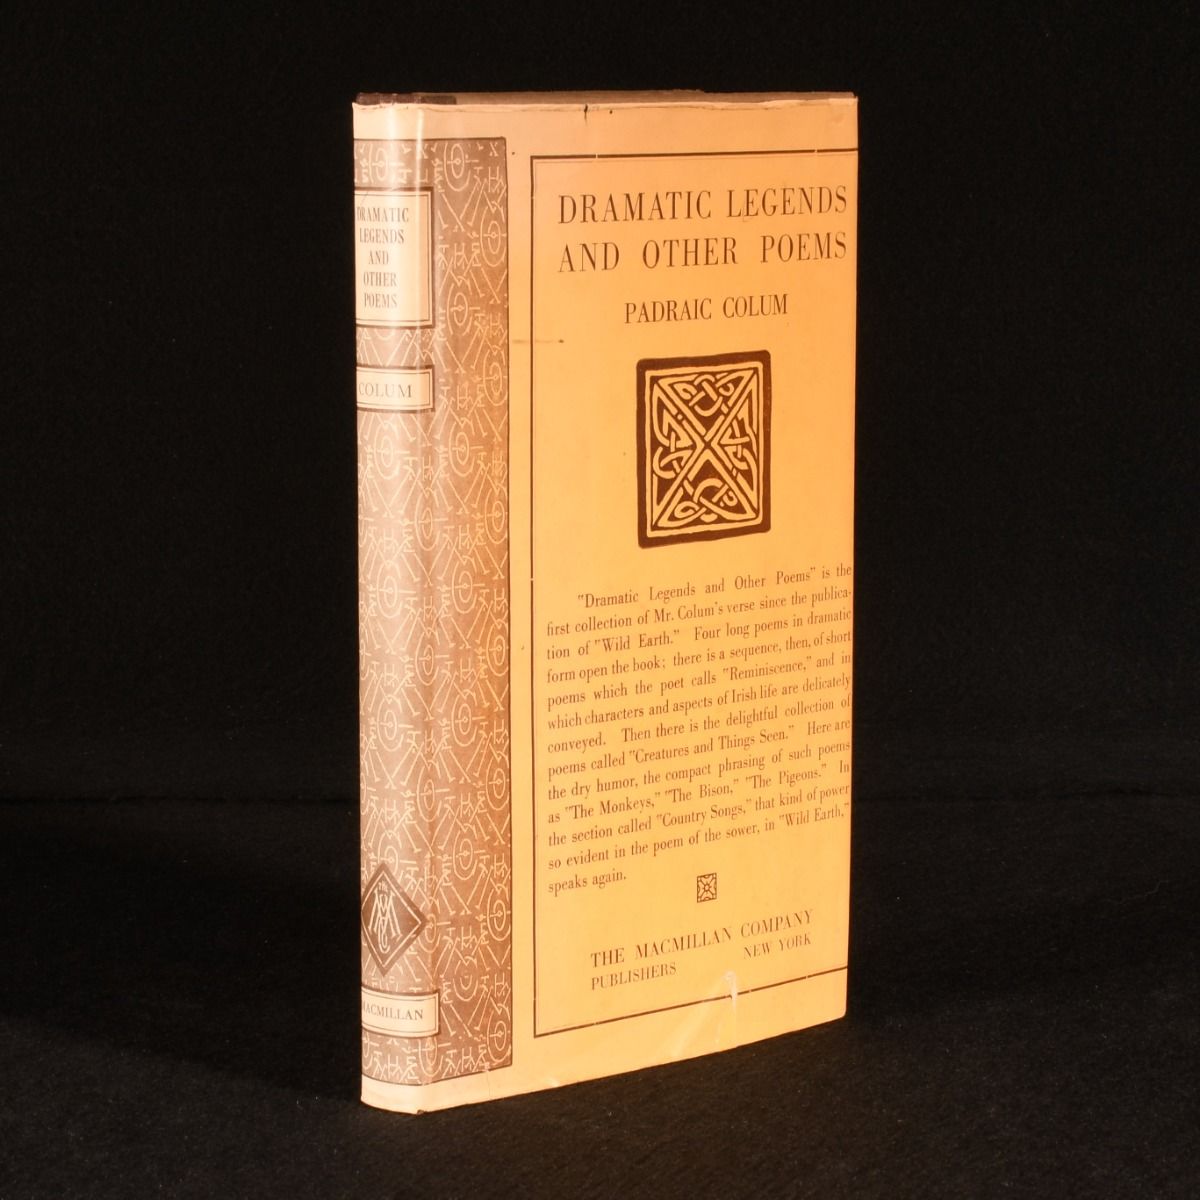 DRAMATIC
LEGENDS
AND
OTHER
POEMS
COLUM
MACMILLAN
DRAMATIC LEGENDS
AND OTHER POEMS
PADRAIC COLUM
"Dramatic Legends and Other Poems" is the
first collection of Mr. Colum's verse since the publica-
tion of "Wild Earth." Four long poems in dramatic
form open the book; there is a sequence, then, of short
poems which the poet calls "Reminiscence," and in
which characters and aspects of Irish life are delicately
conveyed. Then there is the delightful collection of
poems called "Creatures and Things Seen." Here are
the dry humor, the compact phrasing of such poems
as "The Monkeys," "The Bison," "The Pigeons." In
the section called "Country Songs," that kind of power
so evident in the poem of the sower, in "Wild Earth,"
speaks again.
THE MACMILLAN COMPANY
PUBLISHERS NEW YORK